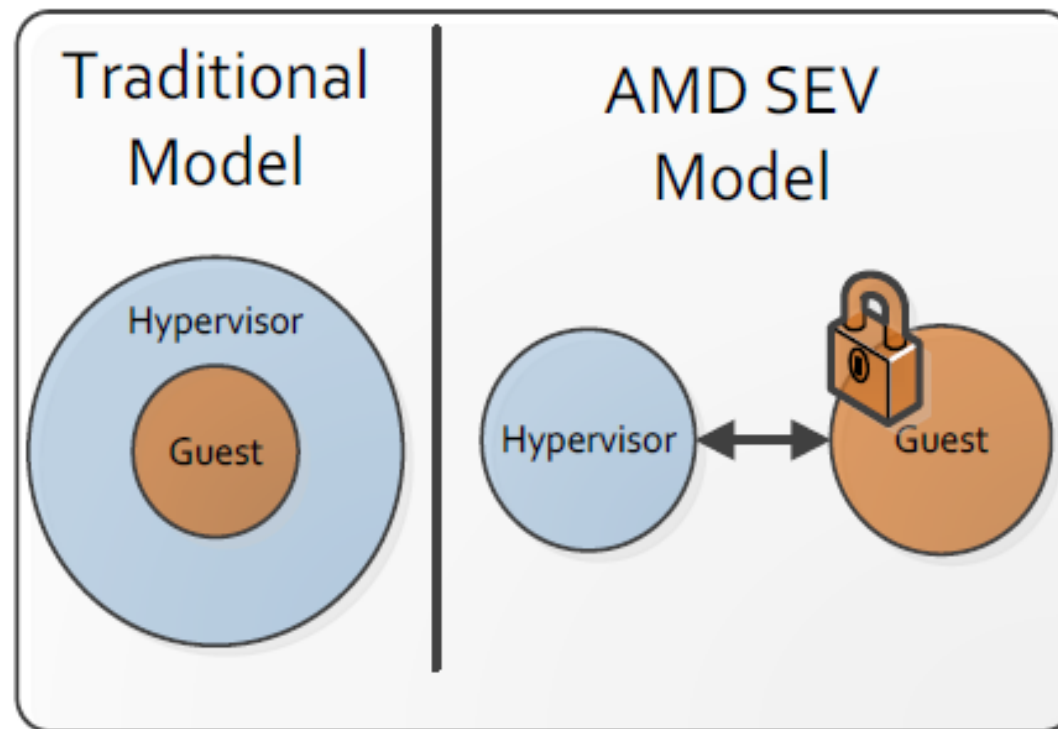 Traditional
Model
Hypervisor
Guest
AMD SEV
Model
Hypervisor
Guest